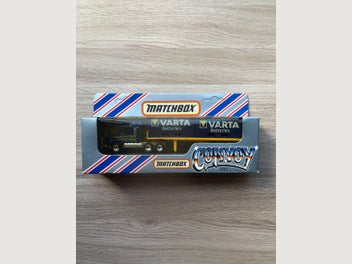 MATCHBOX
VARTA VARTA
Batteries Batteries
MATCHBOX
CONVOY